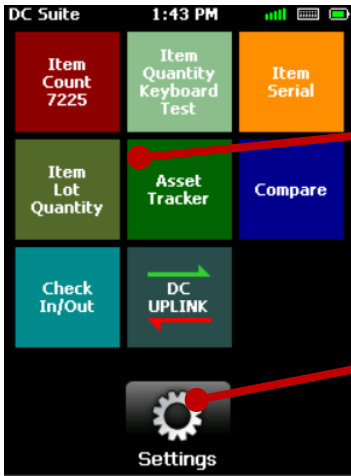 DC Suite 1:43 PM
Item
Count
7225
Item
Quantity
Keyboard
Test
Item
Serial
Item
Lot
Quantity
Asset
Tracker
Compare
Check
In/Out
DC
UPLINK
Settings